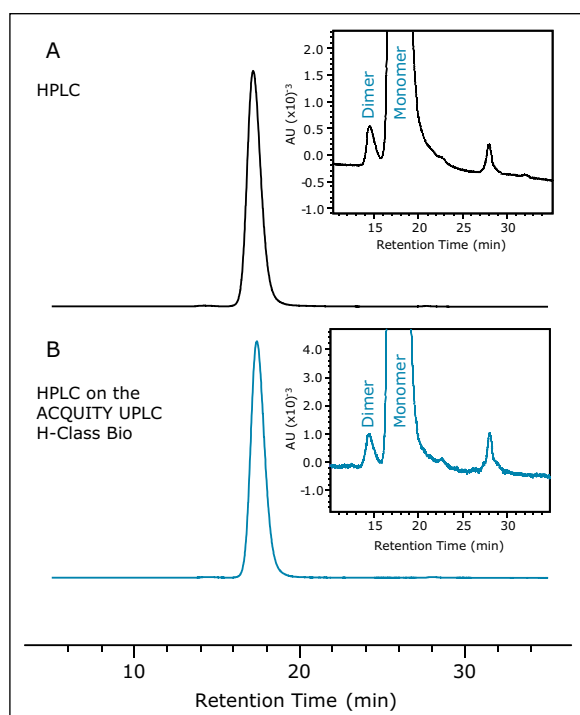 A
HPLC
2.0
1.5
1.0
0.5
0.0
-0.5
-1.0
AU (x10)-3
Dimer
Monomer
15 20 25 30
Retention Time (min)
B
HPLC on the
ACQUITY UPLC
H-Class Bio
4.0
3.0
2.0
1.0
0.0
-1.0
AU (x10)-3
Dimer
Monomer
15 20 25 30
Retention Time (min)
10 20 30
Retention Time (min)